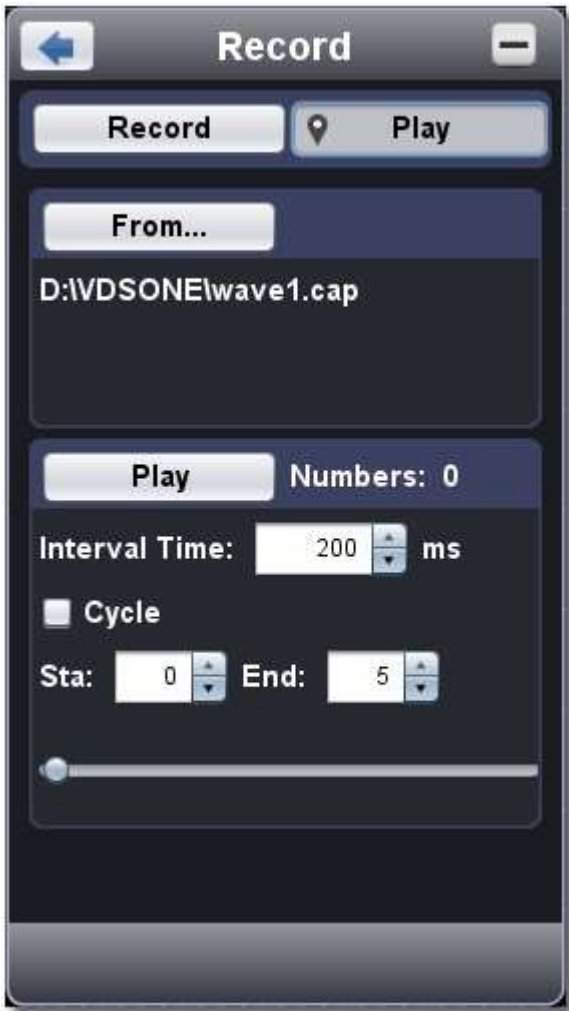 Record
Record Play
From...
D:\VDSONE\wave1.cap
Play Numbers: 0
Interval Time: 200 ms
Cycle
Sta: 0 End: 5